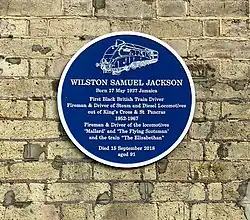 WILSTON SAMUEL JACKSON
Born 17 May 1927 Jamaica
First Black British Train Driver
Fireman & Driver of Steam and Diesel Locomotives
out of King's Cross & St Pancras
1952-1967
Fireman & Driver of the locomotives
"Mallard" and "The Flying Scotsman"
and the train "The Elizabethan"
Died 15 September 2018
aged 91